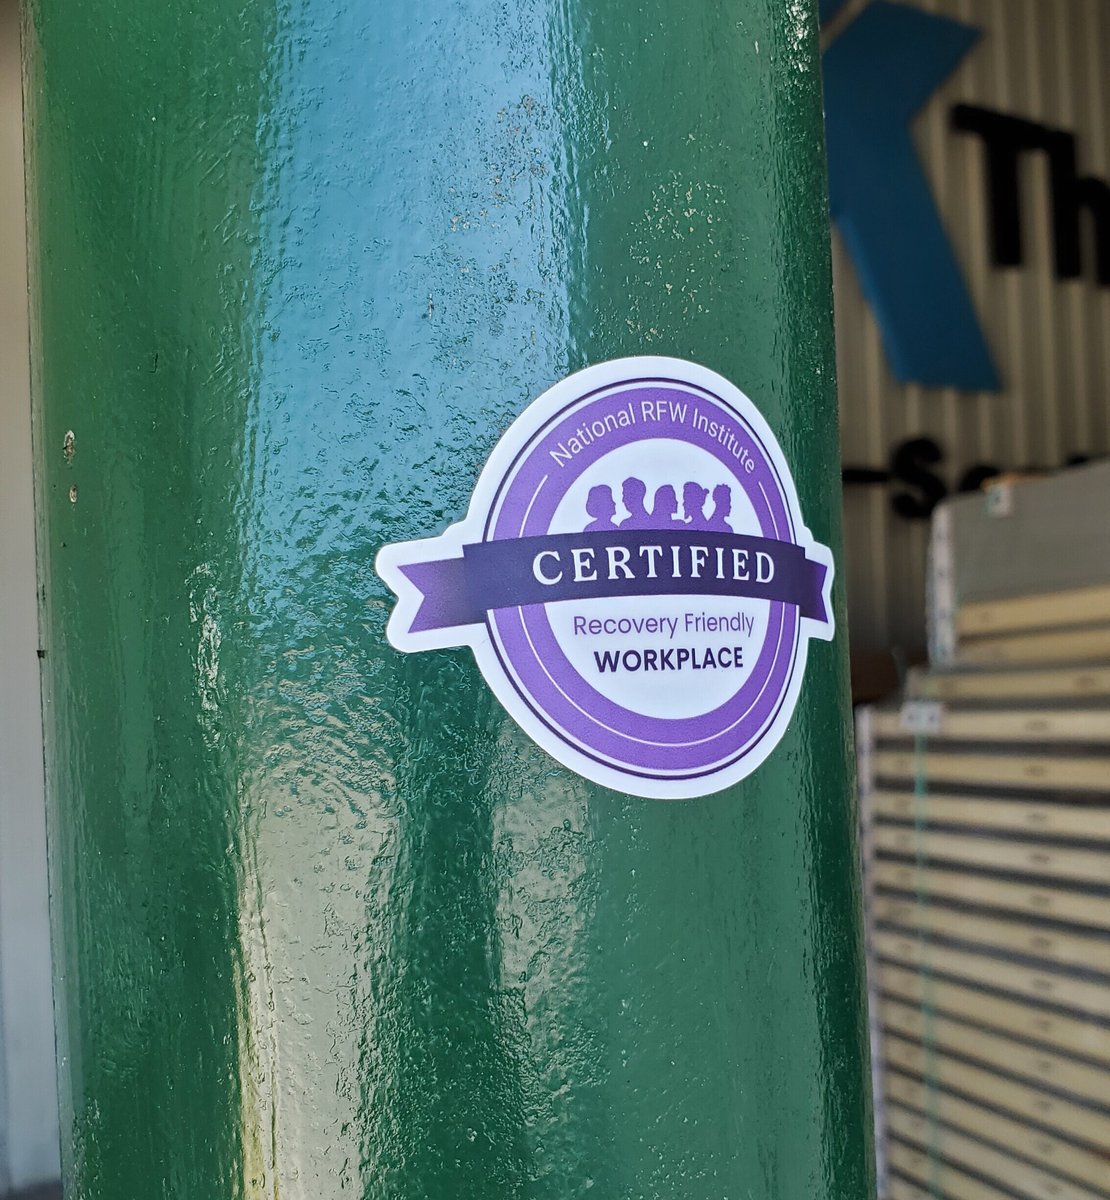 National RFW Institute
CERTIFIED
Recovery Friendly
WORKPLACE